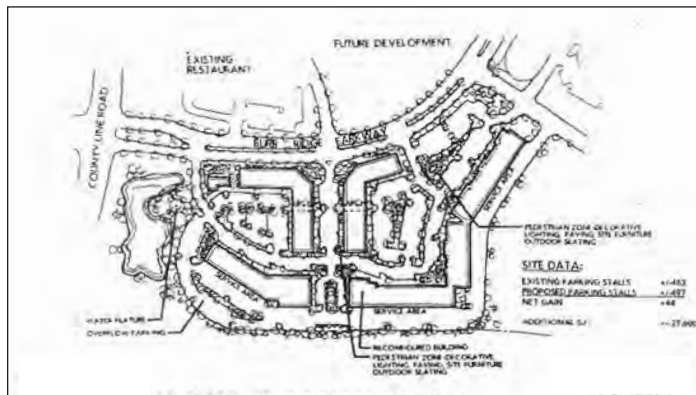 FUTURE DEVELOPMENT
EXISTING
RESTAURANT
COUNTY LINE ROAD
PEDESTRIAN ZONE-DECORATIVE
LIGHTING, PAVING, SITE FURNITURE
OUTDOOR SEATING
SITE DATA:
EXISTING PARKING STALLS
PROPOSED PARKING STALLS +/-497
NET GAIN
SERVICE AREA
SERVICE AREA
WATER FEATURE
OVERFLOW PARKING
RECONFIGURED BUILDING
PEDESTRIAN ZONE-DECORATIVE
LIGHTING, PAVING, SITE FURNITURE
OUTDOOR SEATING